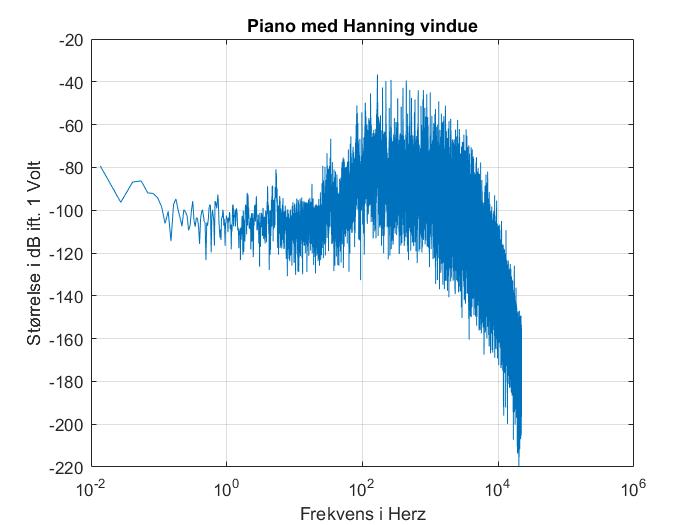 Piano med Hanning vindue
-20
-40
-60
-80
-100
-120
-140
-160
-180
-200
-220
Størrelse i dB ift. 1 Volt
10^-2 10^0 10^2 10^4 10^6
Frekvens i Herz